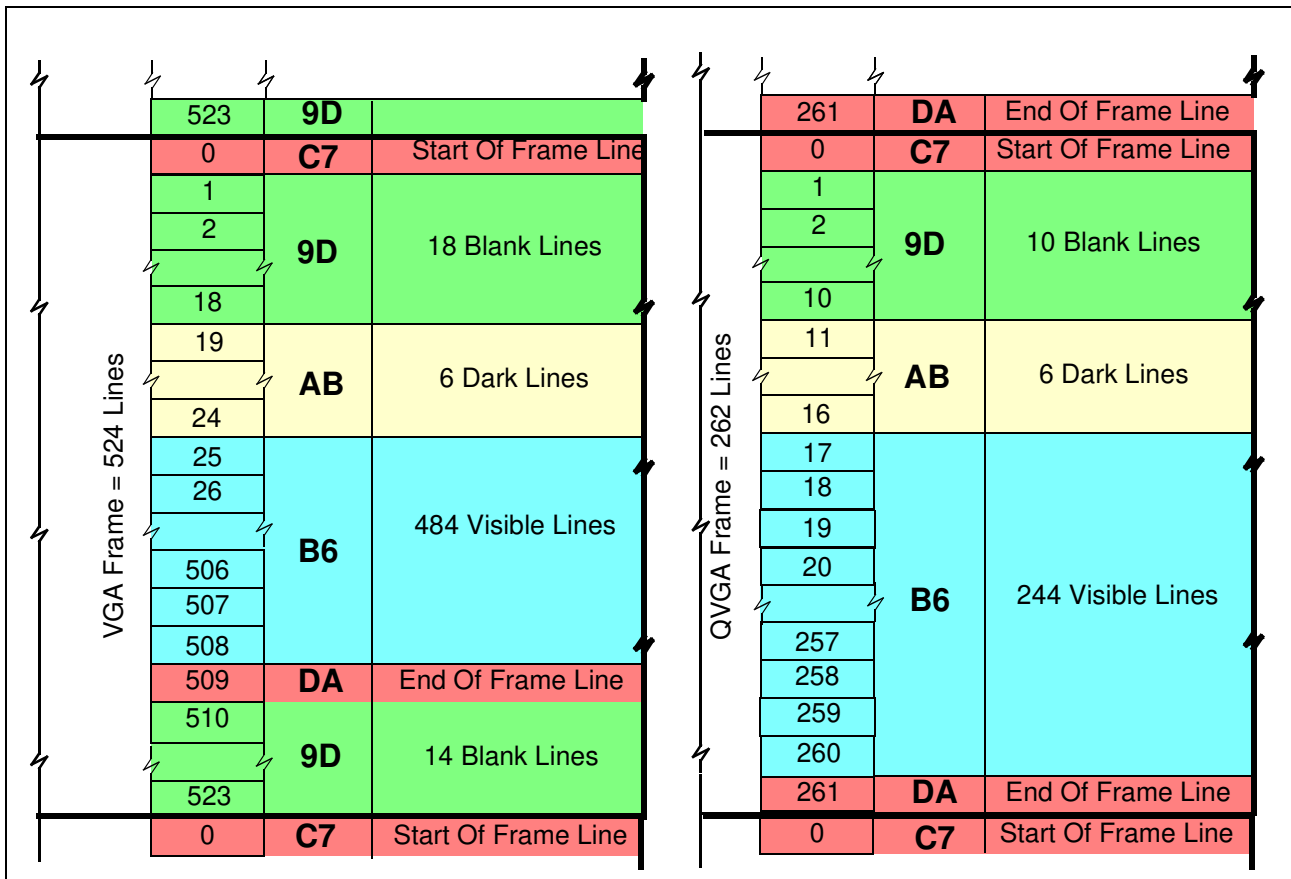 VGA Frame = 524 Lines
523 9D
0 C7 Start Of Frame Line
1
2
9D 18 Blank Lines
18
19
AB 6 Dark Lines
24
25
26
484 Visible Lines
B6
506
507
508
509 DA End Of Frame Line
510
9D 14 Blank Lines
523
0 C7 Start Of Frame Line
QVGA Frame = 262 Lines
261 DA End Of Frame Line
0 C7 Start Of Frame Line
1
2
9D 10 Blank Lines
10
11
AB 6 Dark Lines
16
17
18
19
20
B6 244 Visible Lines
257
258
259
260
261 DA End Of Frame Line
0 C7 Start Of Frame Line